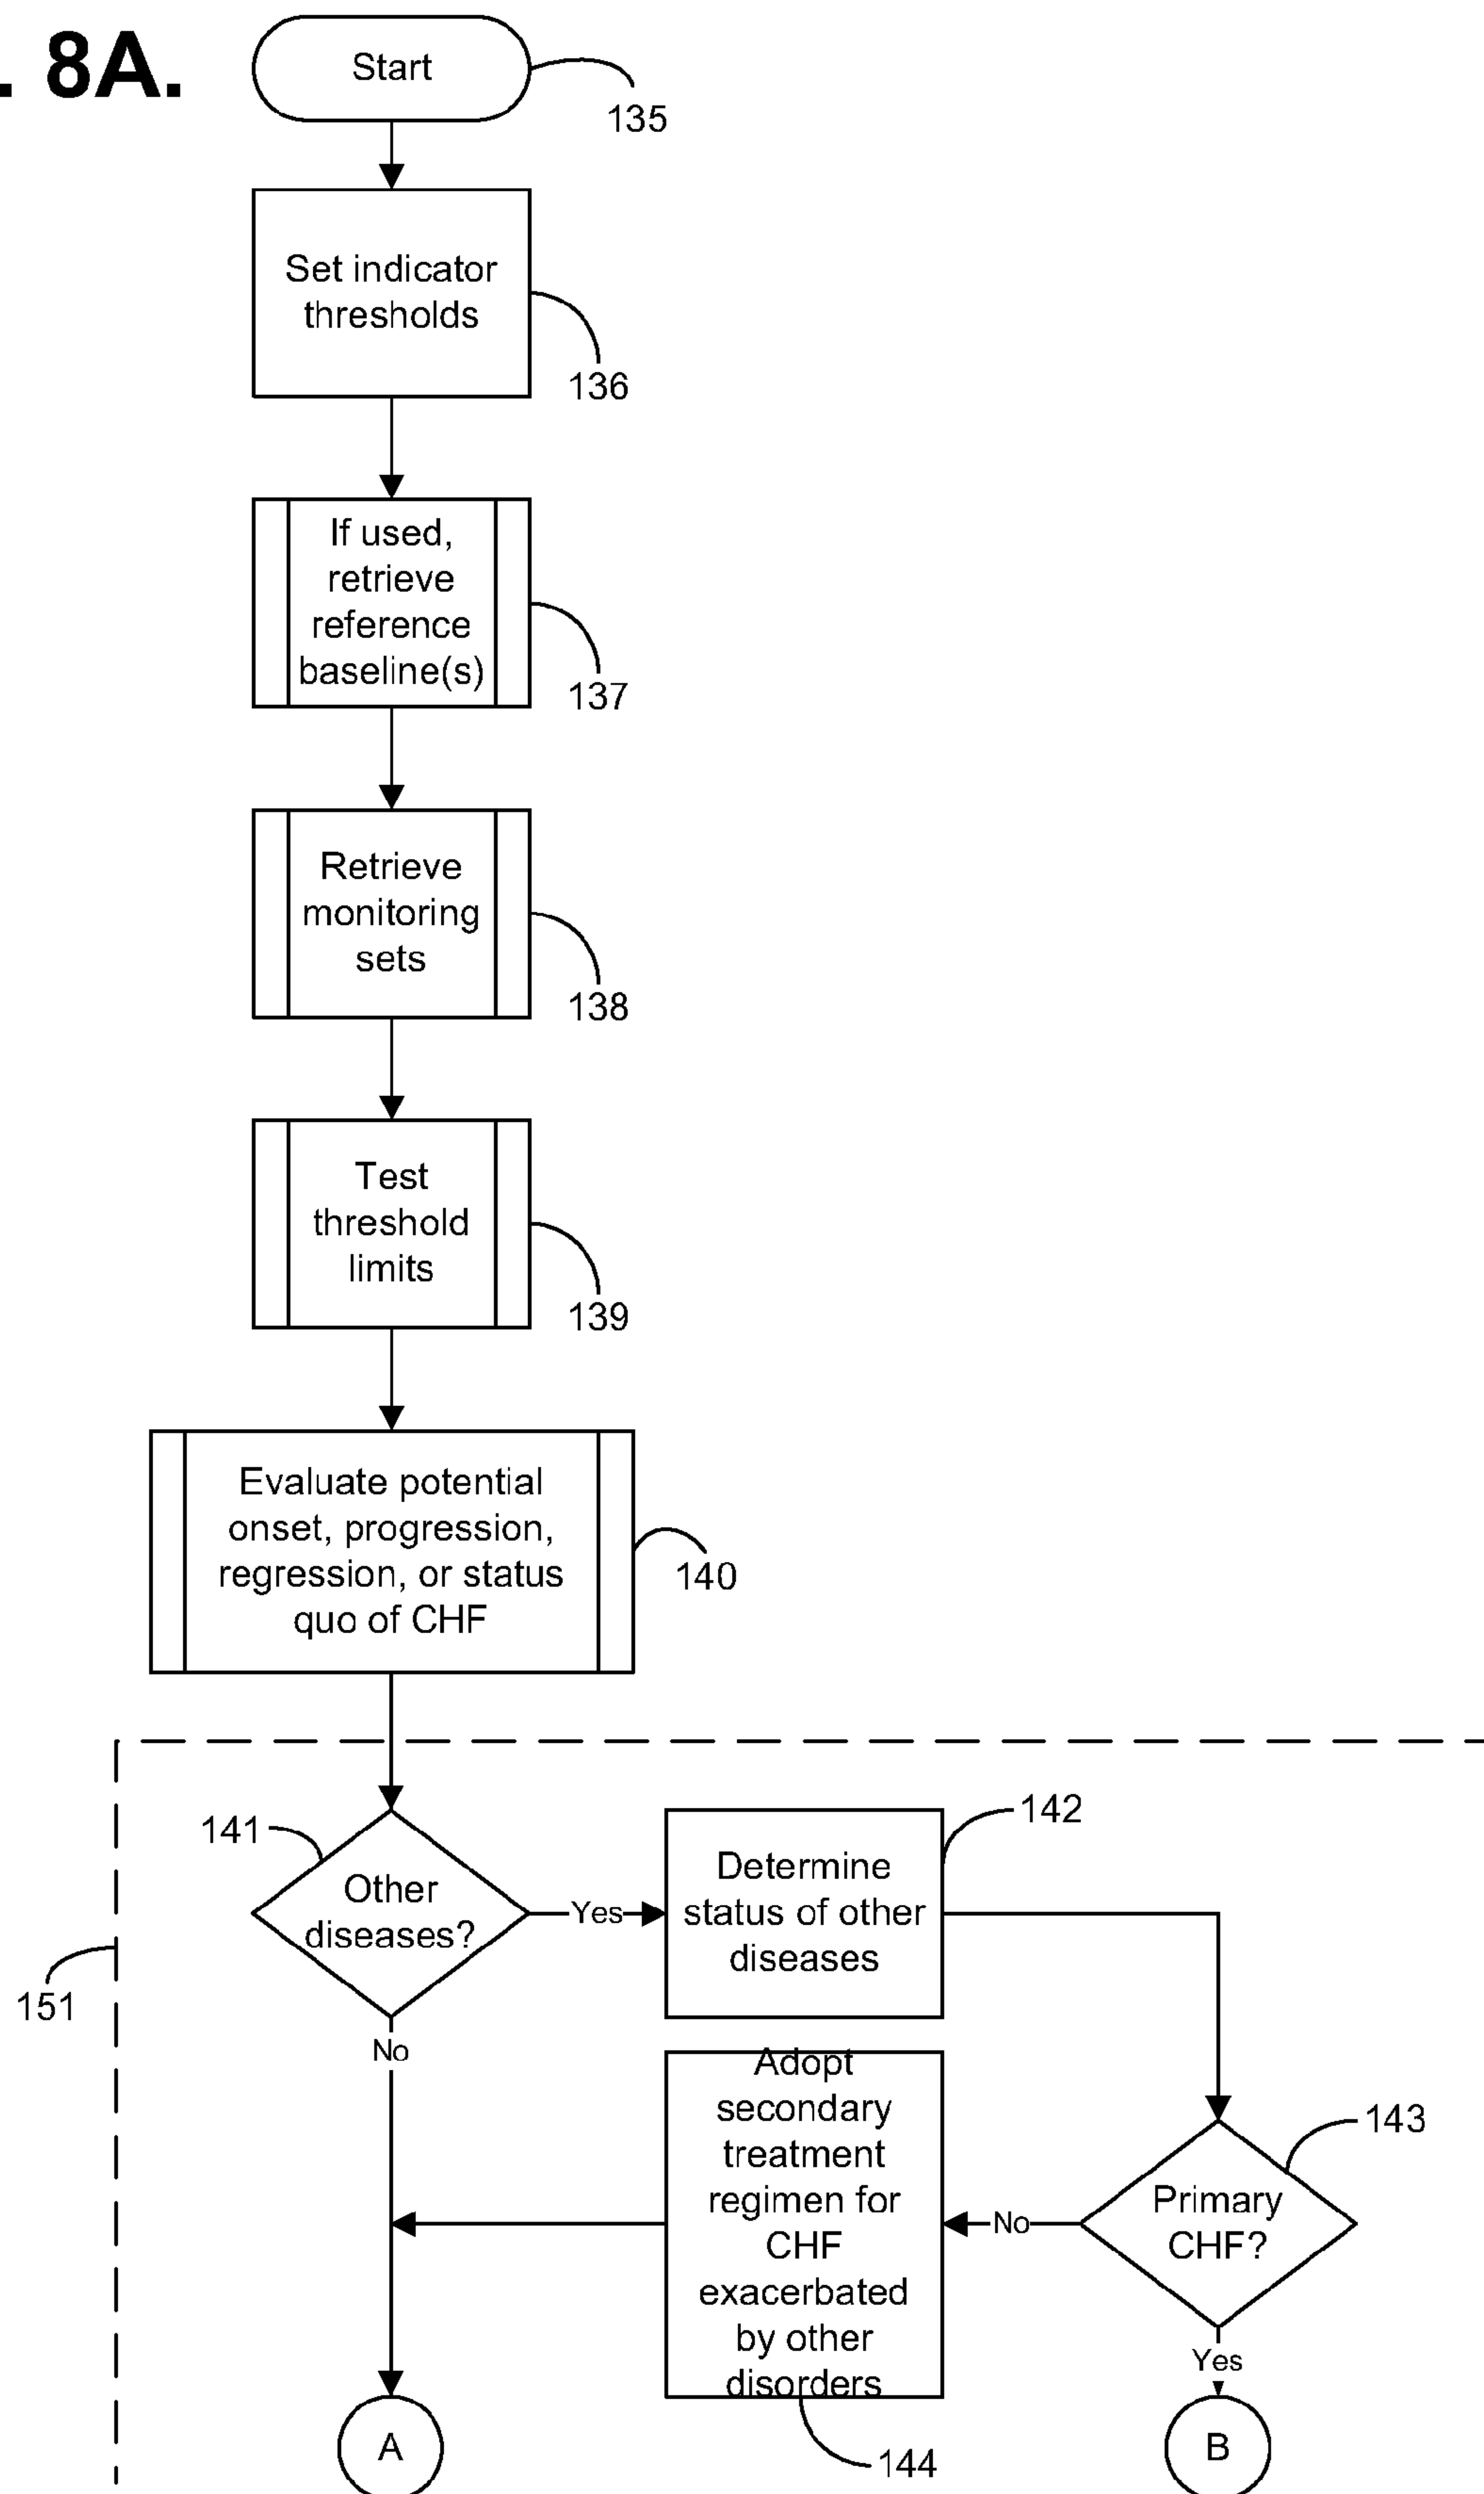 . 8A.
Start
135
Set indicator
thresholds
136
If used,
retrieve
reference
baseline(s)
137
Retrieve
monitoring
sets
138
Test
threshold
limits
139
Evaluate potential
onset, progression,
regression, or status
quo of CHF
140
141
Other
diseases?
Yes
Determine
status of other
diseases
142
151
No
Adopt
secondary
treatment
regimen for
CHF
exacerbated
by other
disorders
144
No
Primary
CHF?
143
Yes
A
B